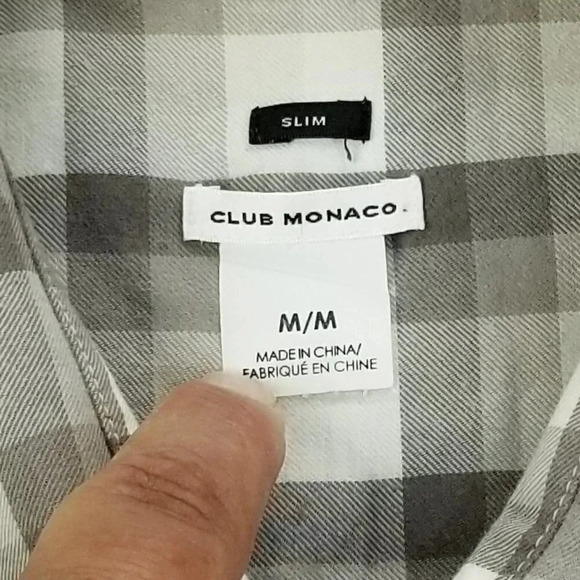 SLIM
CLUB MONACO.
M/M
MADE IN CHINA/
FABRIQUÉ EN CHINE